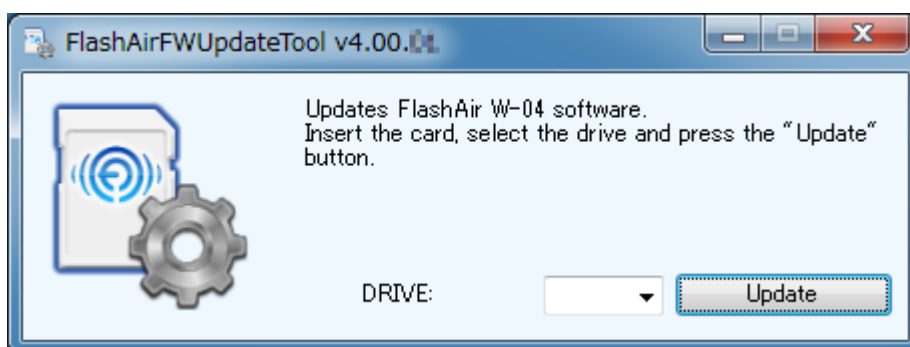 FlashAirFWUpdateTool v4.00.
Updates FlashAir W-04 software.
Insert the card, select the drive and press the "Update"
button.
DRIVE:
Update